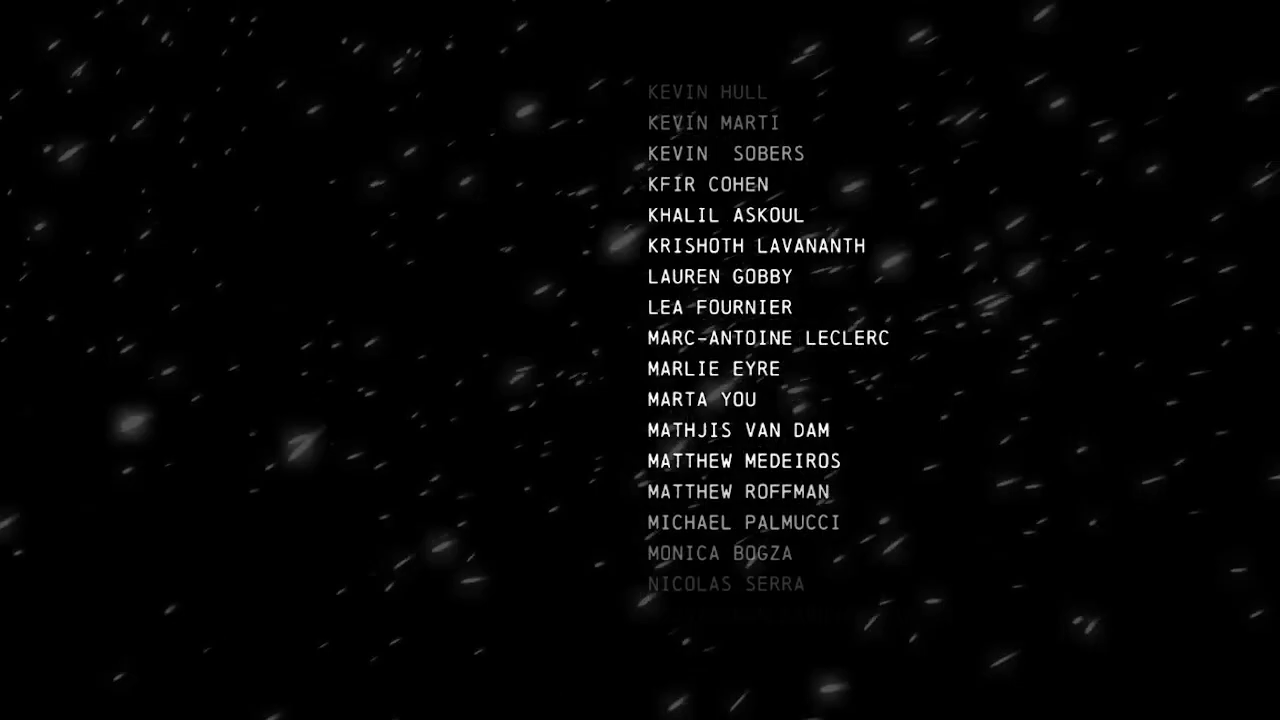 KEVIN HULL
KEVIN MARTI
KEVIN  SOBERS
KFIR COHEN
KHALIL ASKOUL
KRISHOTH LAVANANTH
LAUREN GOBBY
LEA FOURNIER
MARC-ANTOINE LECLERC
MARLIE EYRE
MARTA YOU
MATHJIS VAN DAM
MATTHEW MEDEIROS
MATTHEW ROFFMAN
MICHAEL PALMUCCI
MONICA BOGZA
NICOLAS SERRA